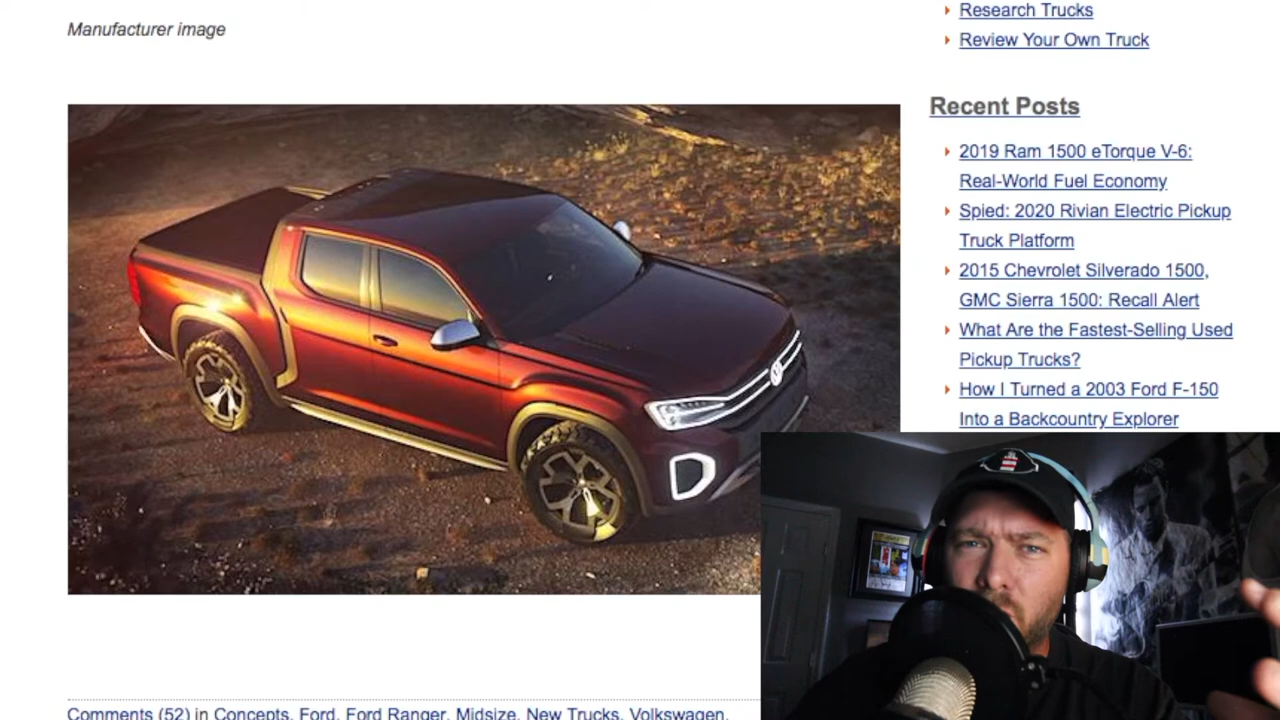 Manufacturer image
Research Trucks
Review Your Own Truck
Recent Posts
2019 Ram 1500 eTorque V-6:
Real-World Fuel Economy
Spied: 2020 Rivian Electric Pickup
Truck Platform
2015 Chevrolet Silverado 1500,
GMC Sierra 1500: Recall Alert
What Are the Fastest-Selling Used
Pickup Trucks?
How I Turned a 2003 Ford F-150
Into a Backcountry Explorer
Comments (52) in Concepts, Ford, Ford Ranger, Midsize, New Trucks, Volkswagen,